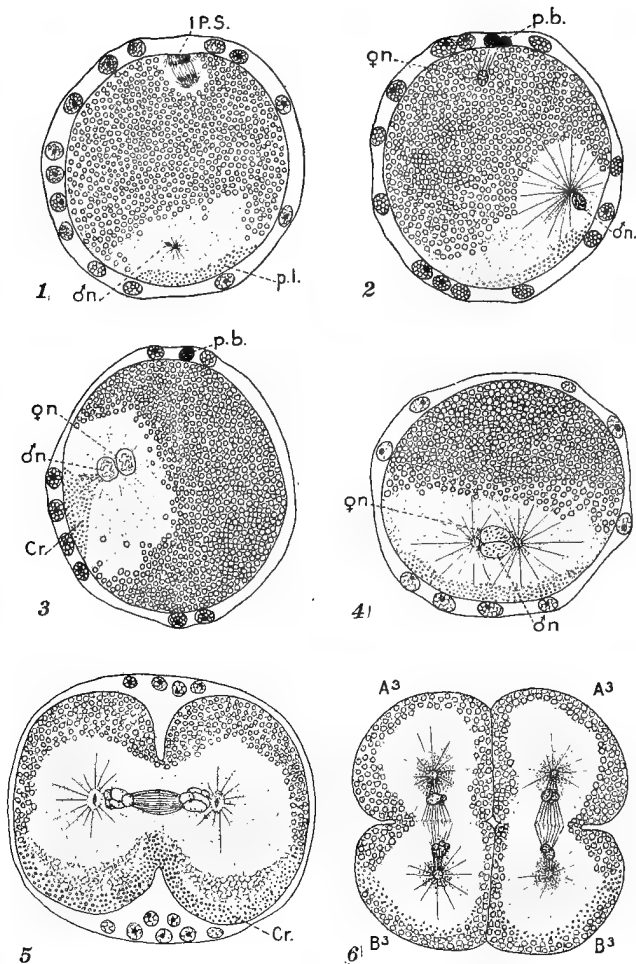 1 P.S.
♂n.
p.l.
1
p.b.
♀n.
♂n.
2
p.b.
♀n.
♂n.
Cr.
3
♀n.
♂n
4
Cr.
5
A³ A³
B³ B³
6